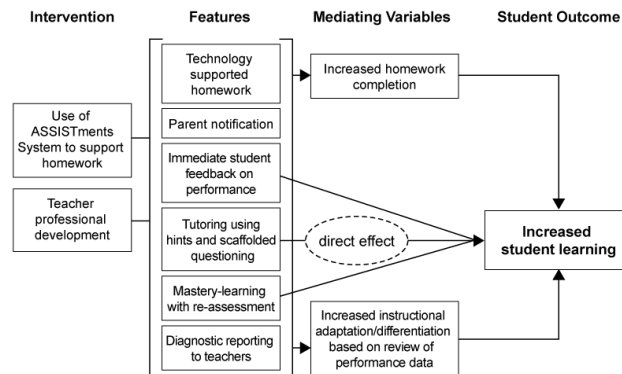 Intervention
Features
Mediating Variables
Student Outcome
Use of
ASSISTments
System to support
homework
Teacher
professional
development
Technology
supported
homework
Parent notification
Immediate student
feedback on
performance
Tutoring using
hints and scaffolded
questioning
Mastery-learning
with re-assessment
Diagnostic reporting
to teachers
Increased homework
completion
direct effect
Increased instructional
adaptation/differentiation
based on review of
performance data
Increased
student learning